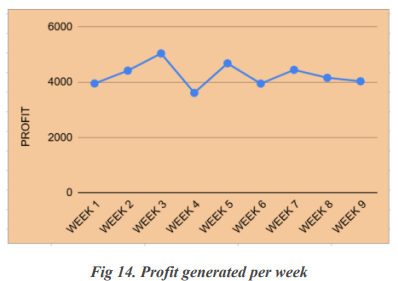 6000
4000
2000
0
PROFIT
WEEK 1
WEEK 2
WEEK 3
WEEK 4
WEEK 5
WEEK 6
WEEK 7
WEEK 8
WEEK 9
Fig 14. Profit generated per week